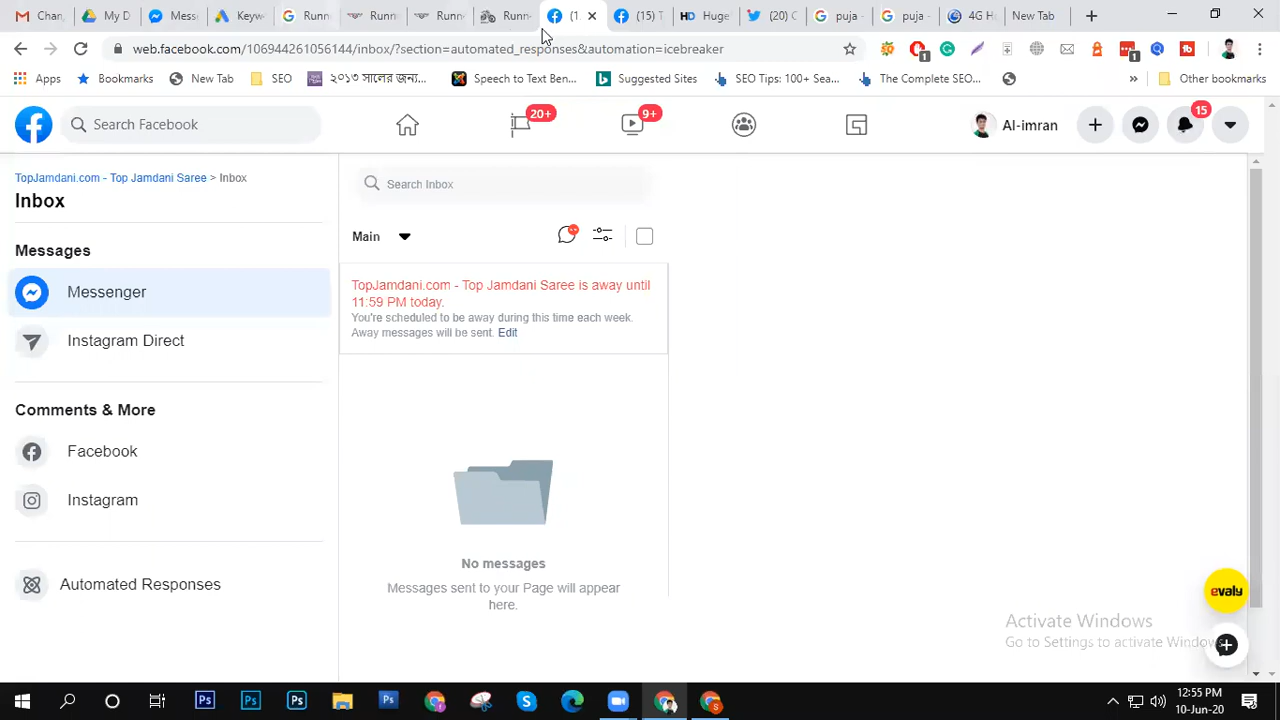 Chan
My D
Mess
Keyw
Runn
Runn
Runn
Runn
(1
(15) T
HD Huge
(20) C
puja -
puja -
4G H
New Tab
web.facebook.com/106944261056144/inbox/?section=automated_responses&automation=icebreaker
1
1
Apps
Bookmarks
New Tab
SEO
২০১৩ সালের জন্য...
Speech to Text Ben...
Suggested Sites
SEO Tips: 100+ Sea...
The Complete SEO...
Other bookmarks
Search Facebook
20+
9+
Al-imran
15
TopJamdani.com - Top Jamdani Saree > Inbox
Inbox
Messages
Messenger
Instagram Direct
Comments & More
Facebook
Instagram
Automated Responses
Search Inbox
Main
TopJamdani.com - Top Jamdani Saree is away until
11:59 PM today.
You're scheduled to be away during this time each week.
Away messages will be sent. Edit
No messages
Messages sent to your Page will appear
here.
evaly
Activate Windows
Go to Settings to activate Windows.
12:55 PM
10-Jun-20